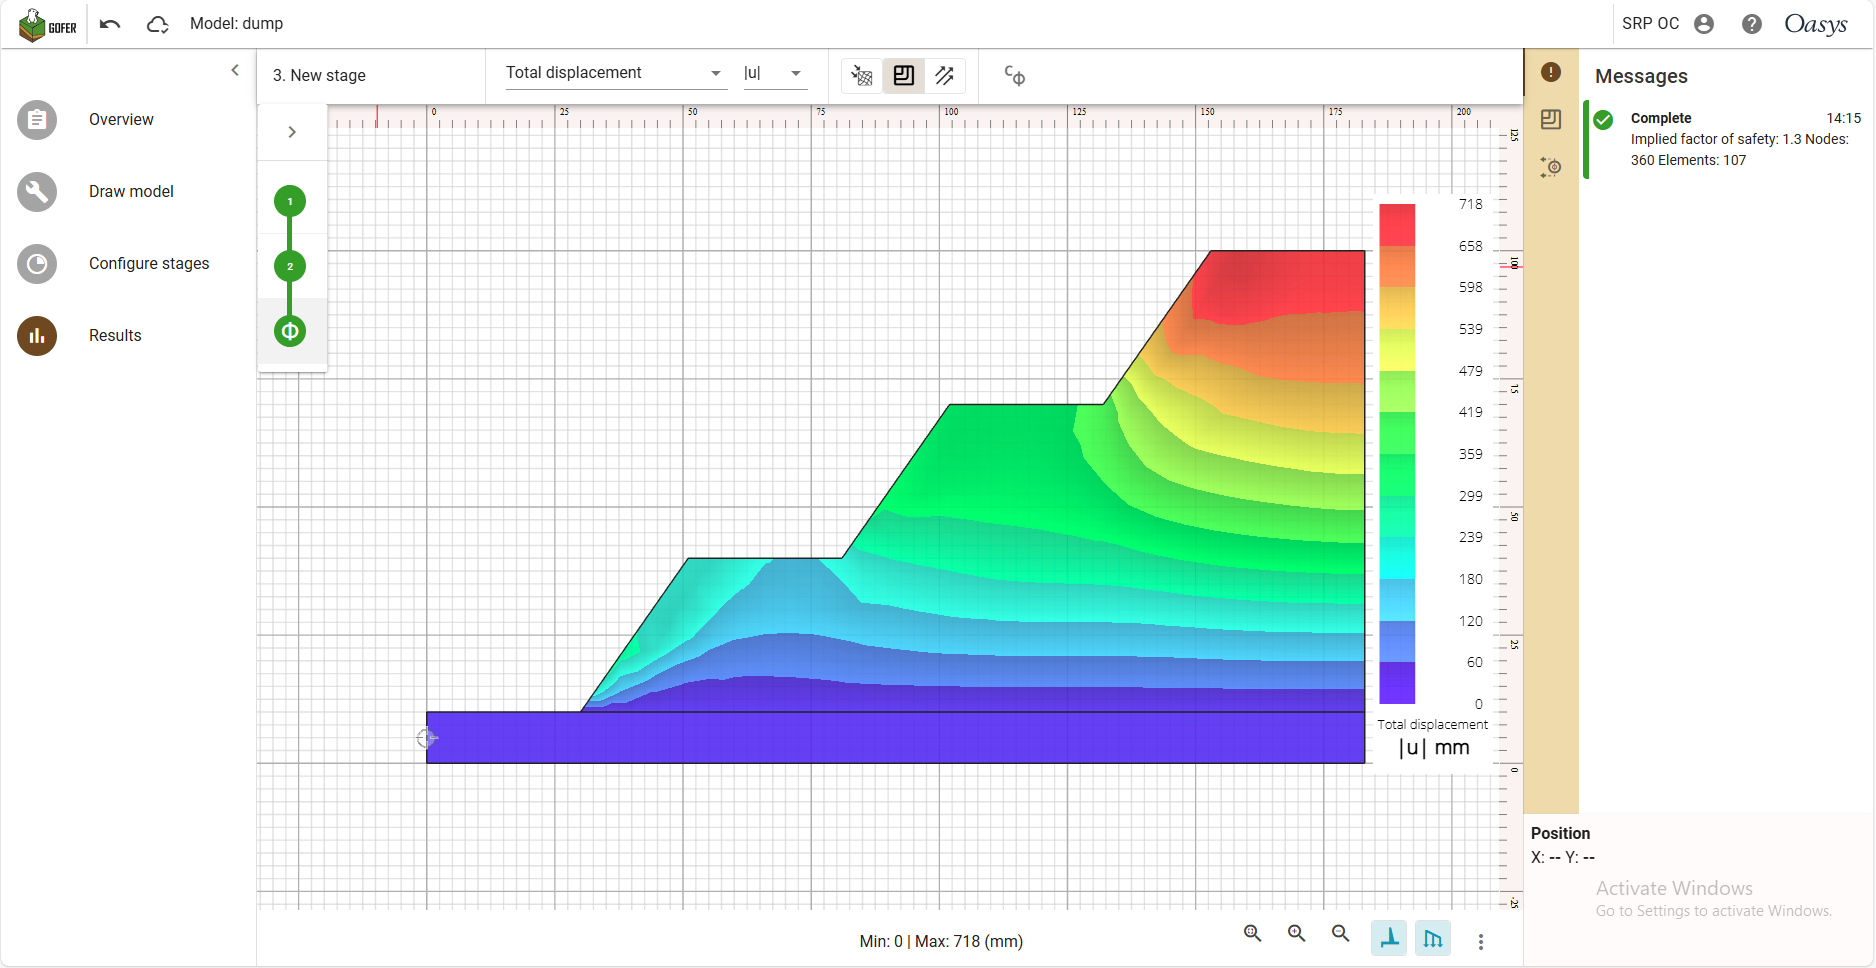 GOFER
Model: dump
SRP OC
Oasys
3. New stage
Total displacement
|u|
Messages
Overview
Draw model
Configure stages
Results
1
2
Φ
CΦ
0 25 50 75 100 125 150 175 200
125
100
75
50
25
0
-25
Complete 14:15
Implied factor of safety: 1.3 Nodes:
360 Elements: 107
718
658
598
539
479
419
359
299
239
180
120
60
0
Total displacement
|u| mm
Position
X: -- Y: --
Activate Windows
Go to Settings to activate Windows.
Min: 0 | Max: 718 (mm)